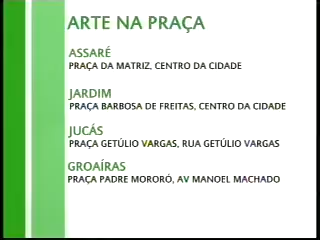 ARTE NA PRAÇA
ASSARÉ
PRAÇA DA MATRIZ, CENTRO DA CIDADE
JARDIM
PRAÇA BARBOSA DE FREITAS, CENTRO DA CIDADE
JUCÁS
PRAÇA GETÚLIO VARGAS, RUA GETÚLIO VARGAS
GROAÍRAS
PRAÇA PADRE MORORÓ, AV MANOEL MACHADO